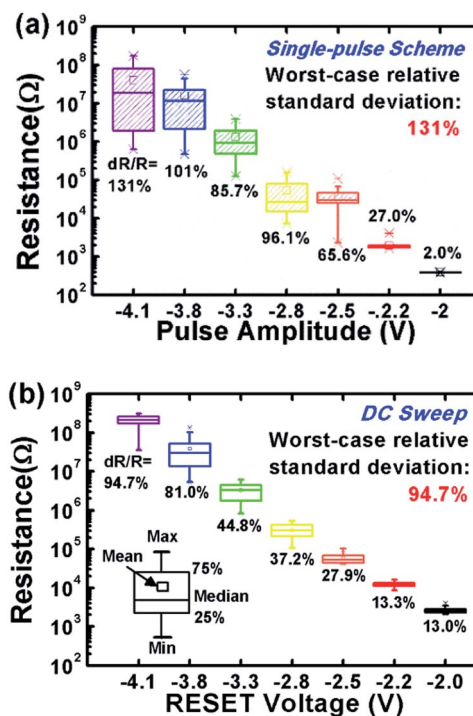 (a)
Single-pulse Scheme
Worst-case relative
standard deviation:
131%
Resistance(Ω)
10⁹
10⁸
10⁷
10⁶
10⁵
10⁴
10³
10²
dR/R=
131%
101%
85.7%
96.1%
65.6%
27.0%
2.0%
-4.1 -3.8 -3.3 -2.8 -2.5 -2.2 -2
Pulse Amplitude (V)
(b)
DC Sweep
Worst-case relative
standard deviation:
94.7%
Resistance(Ω)
10⁹
10⁸
10⁷
10⁶
10⁵
10⁴
10³
10²
dR/R=
94.7%
81.0%
44.8%
37.2%
27.9%
13.3%
13.0%
Max
Mean
75%
Median
25%
Min
-4.1 -3.8 -3.3 -2.8 -2.5 -2.2 -2.0
RESET Voltage (V)